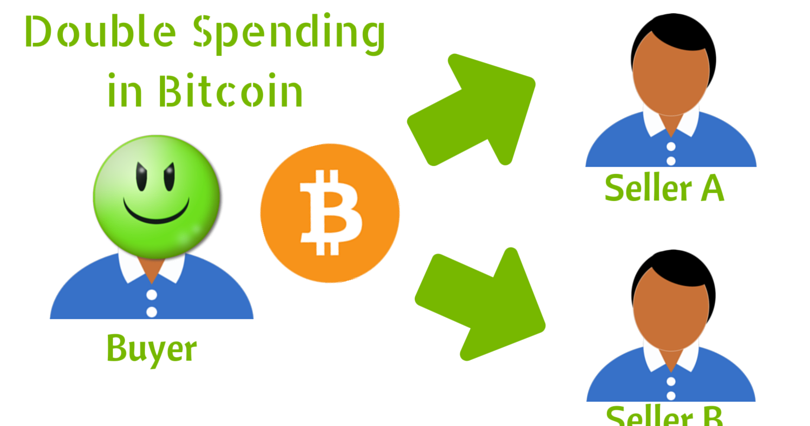 Double Spending
in Bitcoin
Seller A
Buyer
Seller B